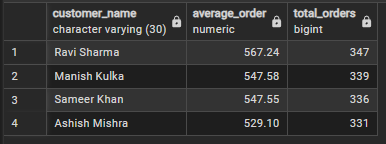 customer_name average_order total_orders
character varying (30) numeric bigint
1 Ravi Sharma 567.24 347
2 Manish Kulka 547.58 339
3 Sameer Khan 547.55 336
4 Ashish Mishra 529.10 331